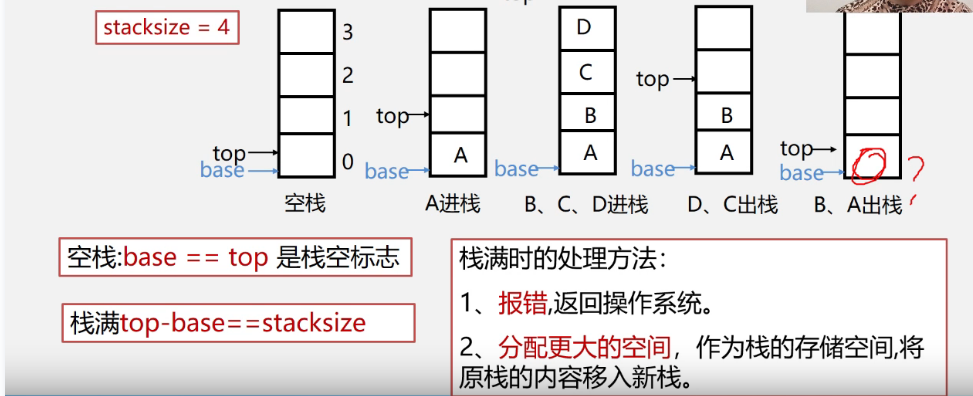 stacksize = 4
top
3 D
2 C
top
1 top B B
top 0 A A A top
base base base base base
空栈 A进栈 B、C、D进栈 D、C出栈 B、A出栈
空栈:base == top 是栈空标志
栈满top-base==stacksize
栈满时的处理方法：
1、报错,返回操作系统。
2、分配更大的空间，作为栈的存储空间,将
原栈的内容移入新栈。